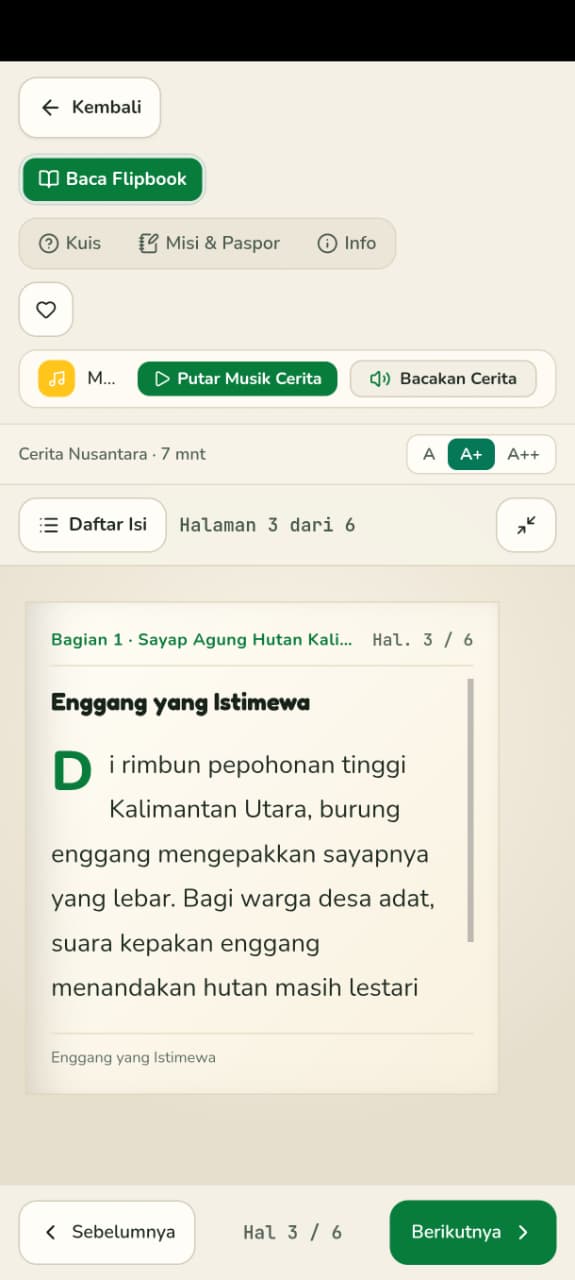 Kembali
Baca Flipbook
Kuis Misi & Paspor Info
M... Putar Musik Cerita Bacakan Cerita
Cerita Nusantara · 7 mnt A A+ A++
Daftar Isi Halaman 3 dari 6
Bagian 1 · Sayap Agung Hutan Kali... Hal. 3 / 6
Enggang yang Istimewa
Di rimbun pepohonan tinggi
Kalimantan Utara, burung
enggang mengepakkan sayapnya
yang lebar. Bagi warga desa adat,
suara kepakan enggang
menandakan hutan masih lestari
Enggang yang Istimewa
Sebelumnya Hal 3 / 6 Berikutnya